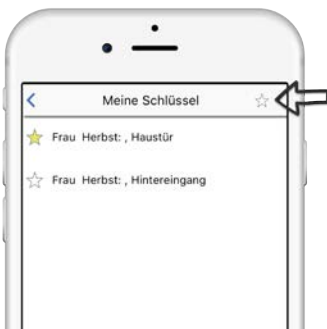 Meine Schlüssel
Frau Herbst: , Haustür
Frau Herbst: , Hintereingang